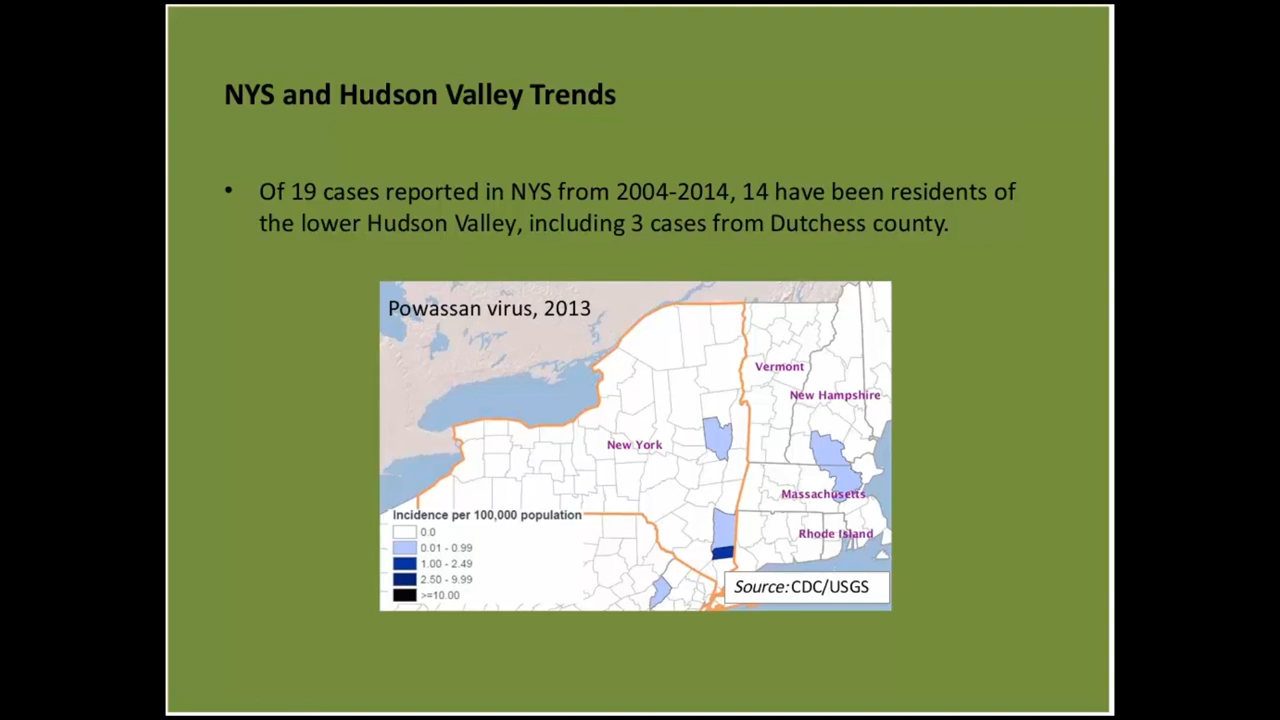 NYS and Hudson Valley Trends
• Of 19 cases reported in NYS from 2004-2014, 14 have been residents of
the lower Hudson Valley, including 3 cases from Dutchess county.
Powassan virus, 2013
Vermont
New Hampshire
New York
Massachusetts
Rhode Island
Incidence per 100,000 population
0.0
0.01 - 0.99
1.00 - 2.49
2.50 - 9.99
>=10.00
Source: CDC/USGS